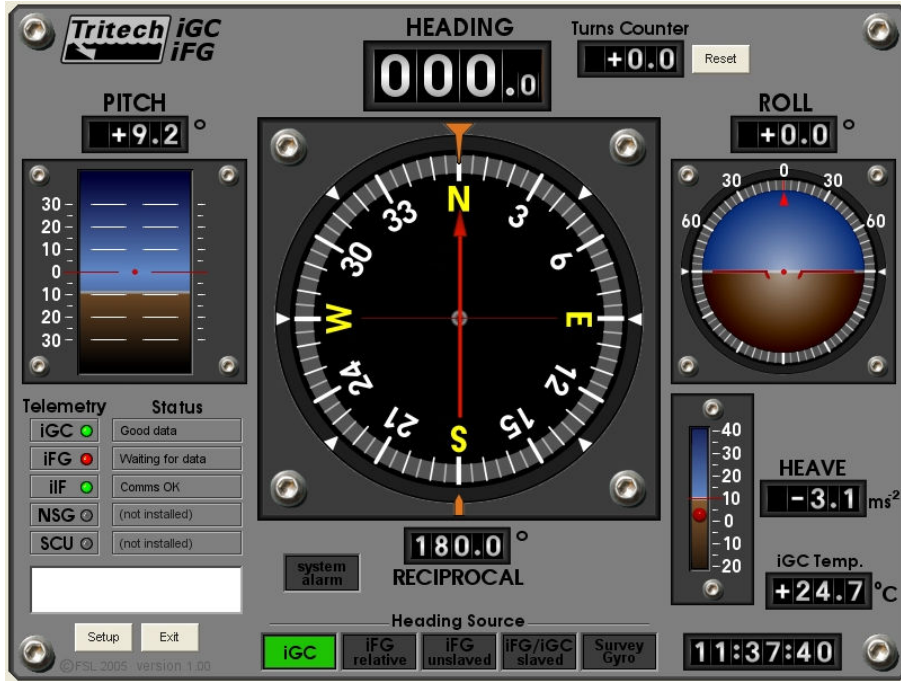 Tritech iGC
iFG
HEADING
000.0
Turns Counter
+0.0
Reset
PITCH
+9.2 °
30
20
10
0
10
20
30
N
3
6
E
12
15
S
21
24
W
30
33
ROLL
+0.0 °
60
30
0
30
60
Telemetry Status
iGC Good data
iFG Waiting for data
iIF Comms OK
NSG (not installed)
SCU (not installed)
Setup Exit
©FSL 2005 version 1.00
system
alarm
180.0 °
RECIPROCAL
Heading Source
iGC
iFG
relative
iFG
unslaved
iFG/iGC
slaved
Survey
Gyro
40
30
20
10
0
10
20
HEAVE
-3.1 ms⁻²
iGC Temp.
+24.7 °C
11:37:40